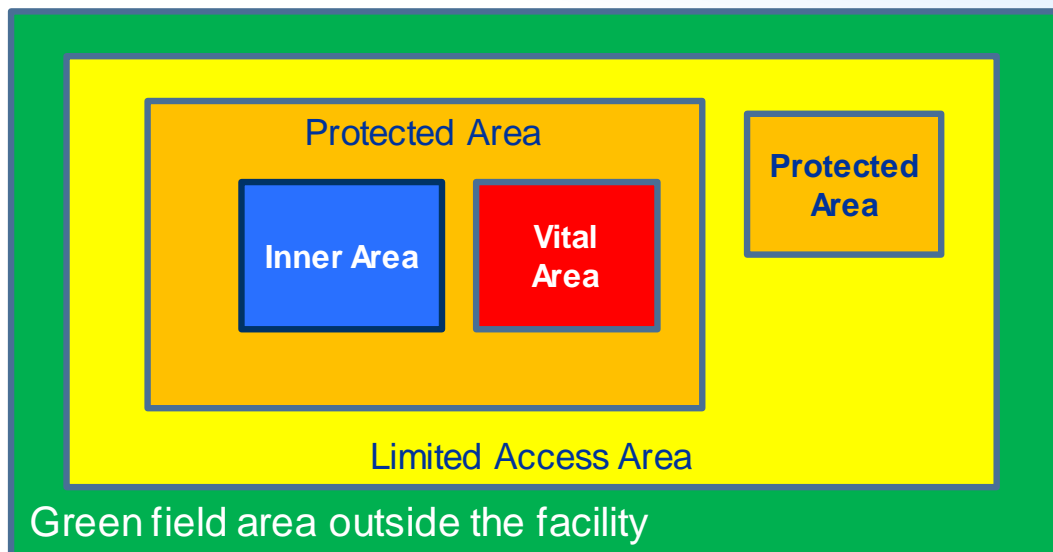 Protected Area
Protected
Area
Inner Area
Vital
Area
Limited Access Area
Green field area outside the facility